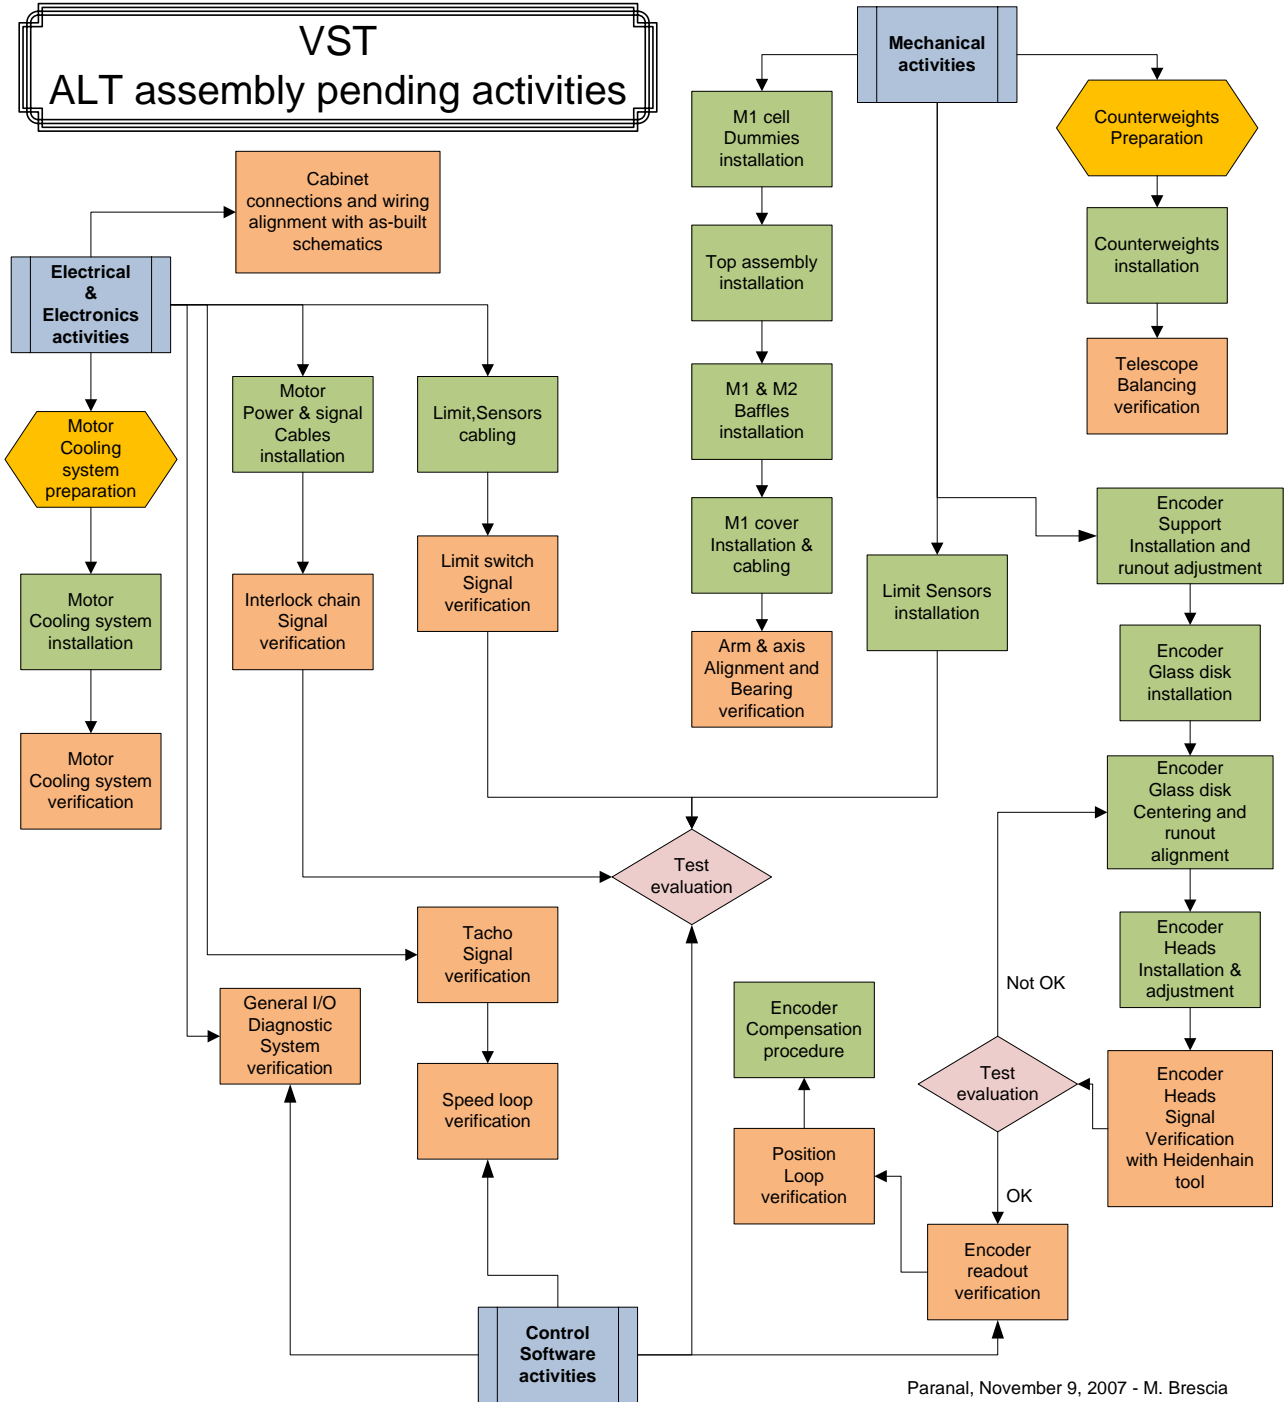 VST
ALT assembly pending activities
Mechanical
activities
M1 cell
Dummies
installation
Counterweights
Preparation
Cabinet
connections and wiring
alignment with as-built
schematics
Top assembly
installation
Counterweights
installation
Electrical
&
Electronics
activities
Motor
Power & signal
Cables
installation
Limit,Sensors
cabling
M1 & M2
Baffles
installation
Telescope
Balancing
verification
Motor
Cooling
system
preparation
M1 cover
Installation &
cabling
Encoder
Support
Installation and
runout adjustment
Motor
Cooling system
installation
Interlock chain
Signal
verification
Limit switch
Signal
verification
Limit Sensors
installation
Arm & axis
Alignment and
Bearing
verification
Encoder
Glass disk
installation
Motor
Cooling system
verification
Encoder
Glass disk
Centering and
runout
alignment
Test
evaluation
Tacho
Signal
verification
Encoder
Heads
Installation &
adjustment
Not OK
General I/O
Diagnostic
System
verification
Encoder
Compensation
procedure
Test
evaluation
Encoder
Heads
Signal
Verification
with Heidenhain
tool
Speed loop
verification
Position
Loop
verification
OK
Encoder
readout
verification
Control
Software
activities
Paranal, November 9, 2007 - M. Brescia